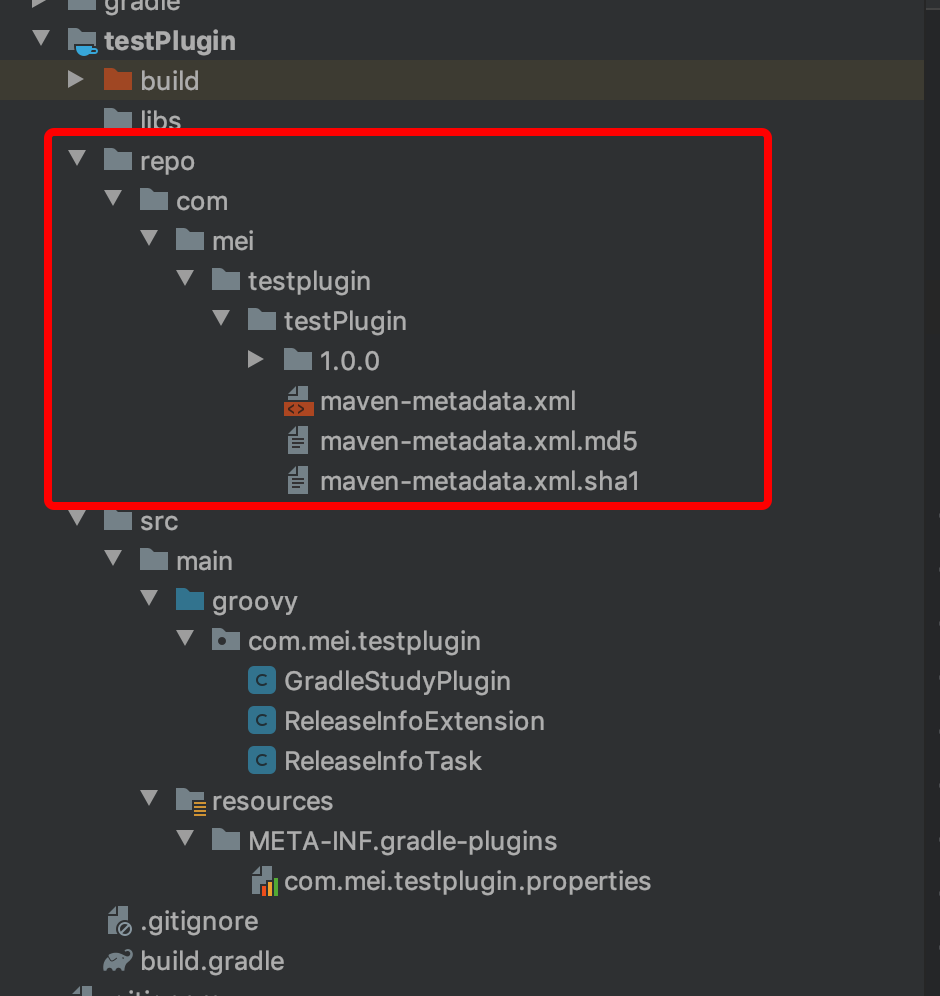 gradle
testPlugin
build
libs
repo
com
mei
testplugin
testPlugin
1.0.0
maven-metadata.xml
maven-metadata.xml.md5
maven-metadata.xml.sha1
src
main
groovy
com.mei.testplugin
GradleStudyPlugin
ReleaseInfoExtension
ReleaseInfoTask
resources
META-INF.gradle-plugins
com.mei.testplugin.properties
.gitignore
build.gradle